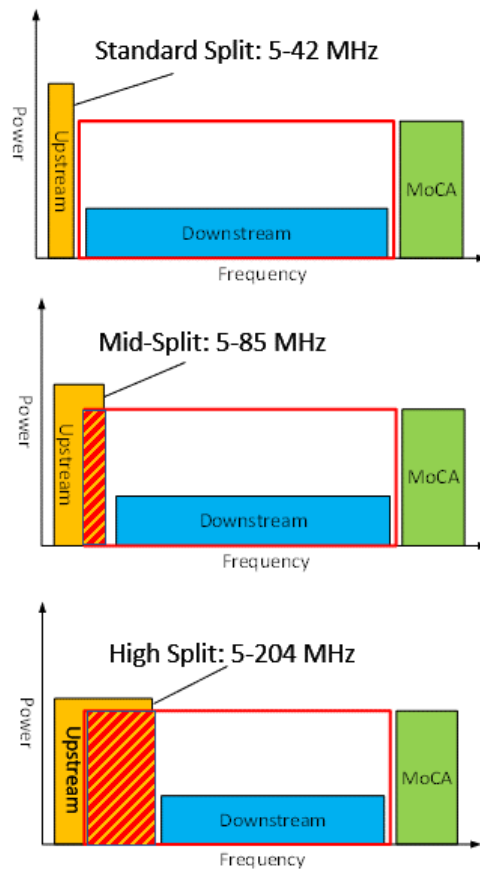 Standard Split: 5-42 MHz
Power
Upstream
Downstream
MoCA
Frequency
Mid-Split: 5-85 MHz
Power
Upstream
Downstream
MoCA
Frequency
High Split: 5-204 MHz
Power
Upstream
Downstream
MoCA
Frequency